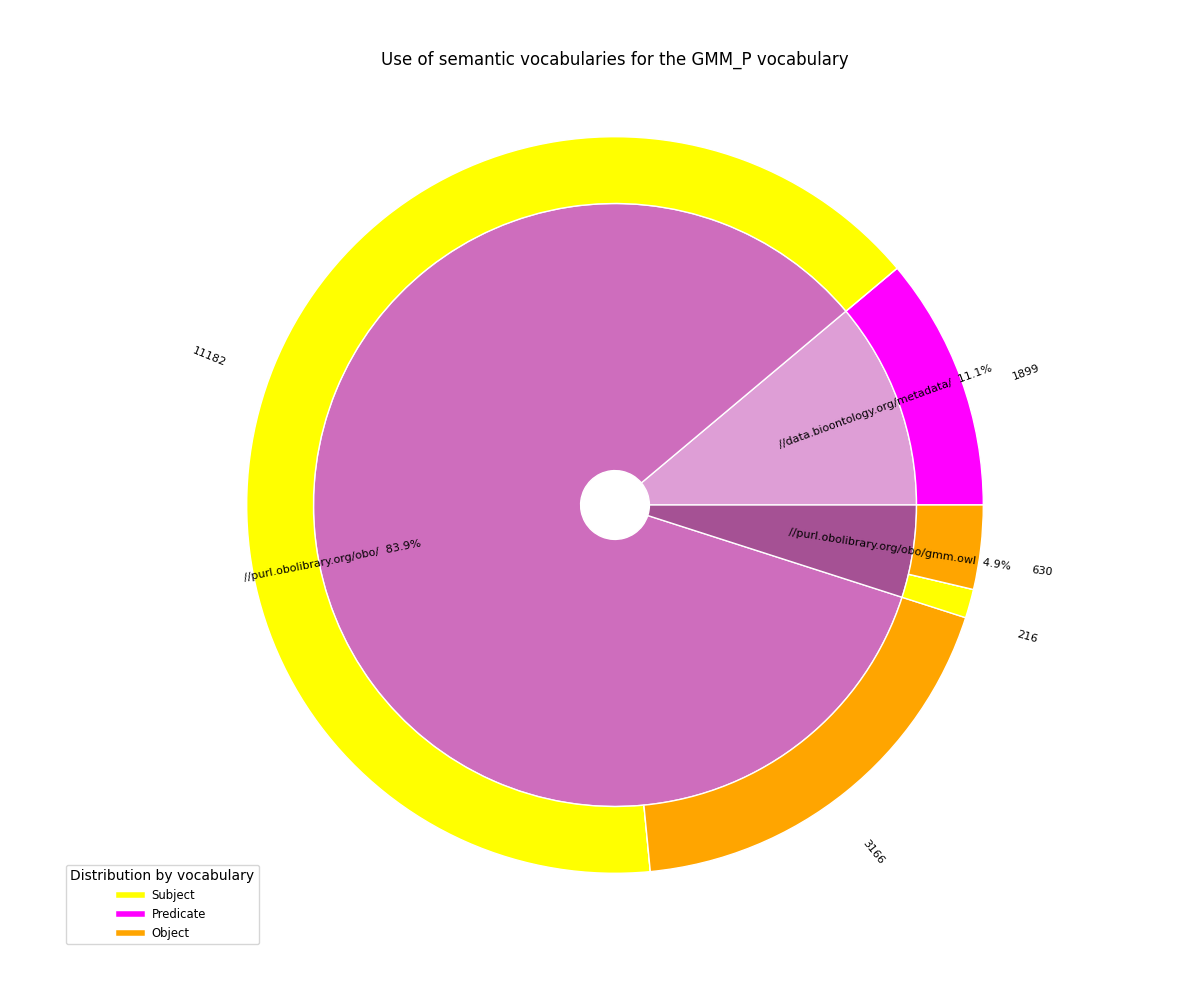 Use of semantic vocabularies for the GMM_P vocabulary
11182
1899
//data.bioontology.org/metadata/ 11.1%
//purl.obolibrary.org/obo/ 83.9%
//purl.obolibrary.org/obo/gmm.owl 4.9%
630
216
3166
Distribution by vocabulary
Subject
Predicate
Object